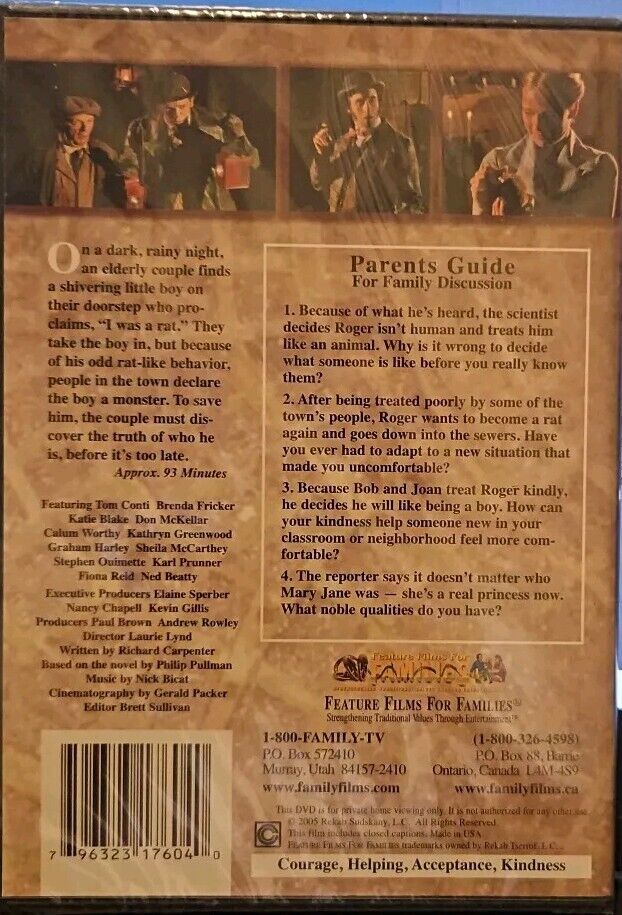 On a dark, rainy night,
an elderly couple finds
a shivering little boy on
their doorstep who pro-
claims, “I was a rat.” They
take the boy in, but because
of his odd rat-like behavior,
people in the town declare
the boy a monster. To save
him, the couple must dis-
cover the truth of who he
is, before it’s too late.
Approx. 93 Minutes
Featuring Tom Conti Brenda Fricker
Katie Blake Don McKellar
Calum Worthy Kathryn Greenwood
Graham Harley Sheila McCarthey
Stephen Ouimette Karl Prunner
Fiona Reid Ned Beatty
Executive Producers Elaine Sperber
Nancy Chapell Kevin Gillis
Producers Paul Brown Andrew Rowley
Director Laurie Lynd
Written by Richard Carpenter
Based on the novel by Philip Pullman
Music by Nick Bicat
Cinematography by Gerald Packer
Editor Brett Sullivan
7 96323 17604 0
Parents Guide
For Family Discussion
1. Because of what he’s heard, the scientist
decides Roger isn’t human and treats him
like an animal. Why is it wrong to decide
what someone is like before you really know
them?
2. After being treated poorly by some of the
town’s people, Roger wants to become a rat
again and goes down into the sewers. Have
you ever had to adapt to a new situation that
made you uncomfortable?
3. Because Bob and Joan treat Roger kindly,
he decides he will like being a boy. How can
your kindness help someone new in your
classroom or neighborhood feel more com-
fortable?
4. The reporter says it doesn’t matter who
Mary Jane was — she’s a real princess now.
What noble qualities do you have?
Feature Films For
FAMILIES
FEATURE FILMS FOR FAMILIES®
Strengthening Traditional Values Through Entertainment™
1-800-FAMILY-TV (1-800-326-4598)
P.O. Box 572410 P.O. Box 88, Barrie
Murray, Utah 84157-2410 Ontario, Canada L4M-4S9
www.familyfilms.com www.familyfilms.ca
This DVD is for private home viewing only. It is not authorized for any other use.
© 2005 Rekab Sudskany, L.C. All Rights Reserved.
This film includes closed captions. Made in USA
FEATURE FILMS FOR FAMILIES trademarks owned by Rekab Tsernof, L.C.
Courage, Helping, Acceptance, Kindness